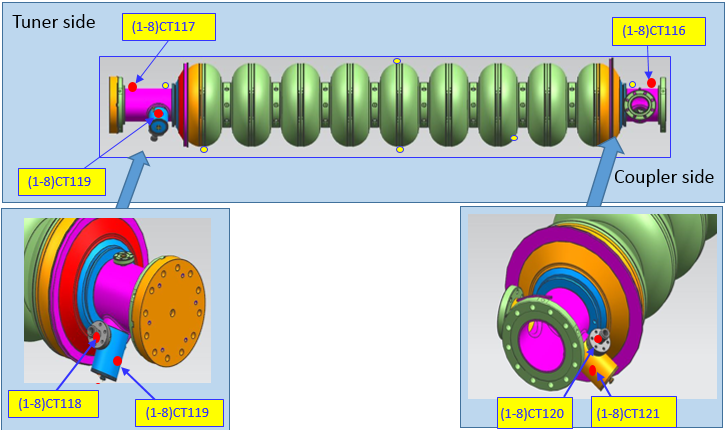 Tuner side
(1-8)CT117
(1-8)CT116
(1-8)CT119
Coupler side
(1-8)CT118
(1-8)CT119
(1-8)CT120
(1-8)CT121